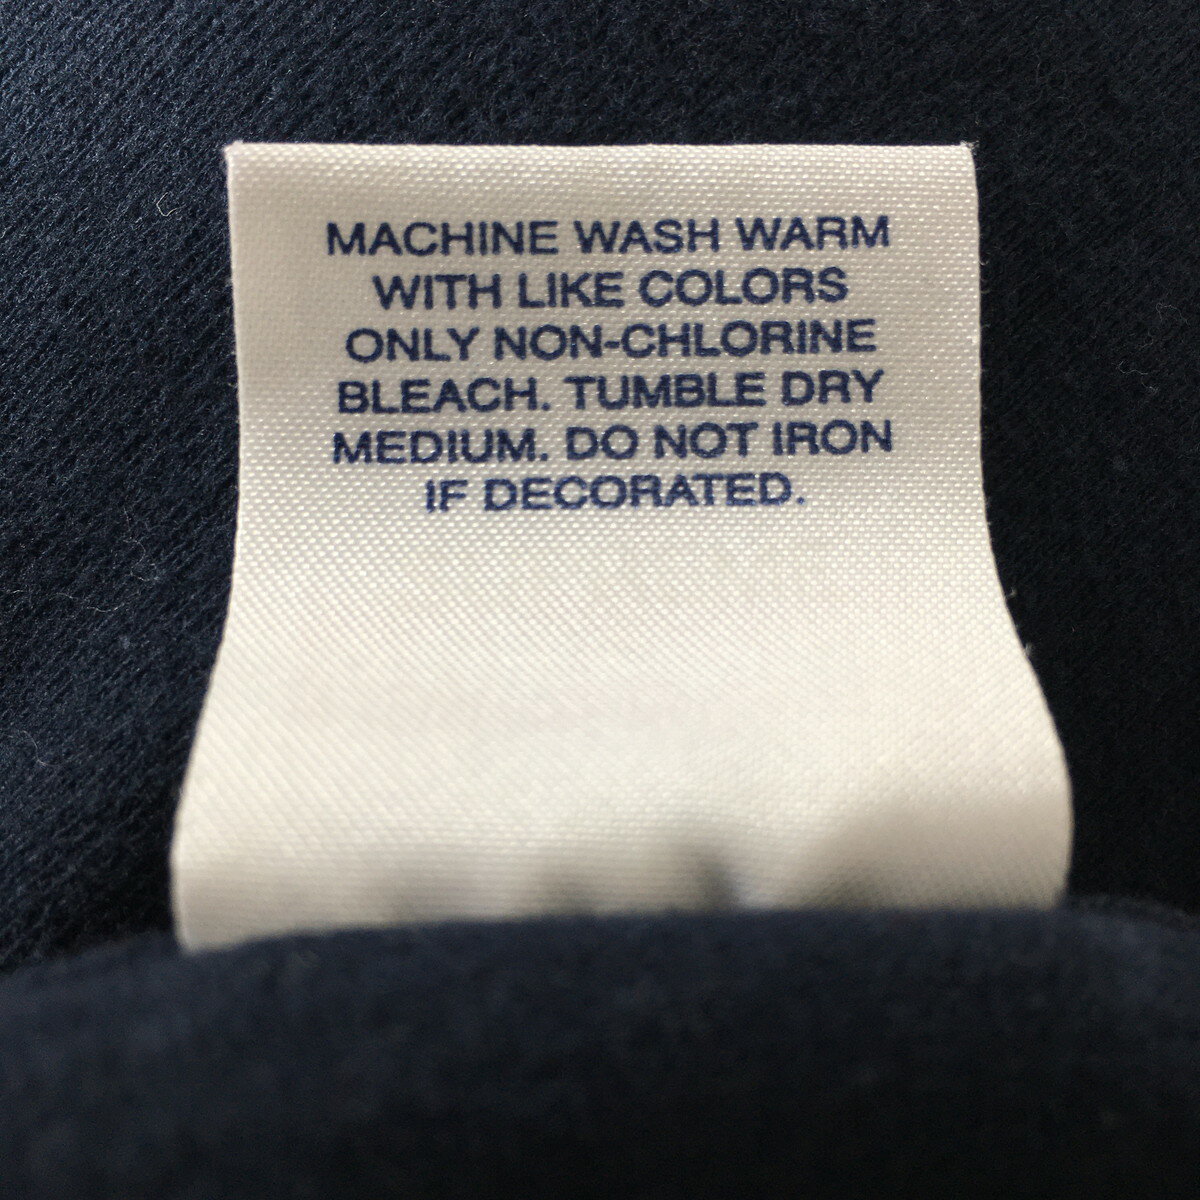 MACHINE WASH WARM
WITH LIKE COLORS
ONLY NON-CHLORINE
BLEACH. TUMBLE DRY
MEDIUM. DO NOT IRON
IF DECORATED.